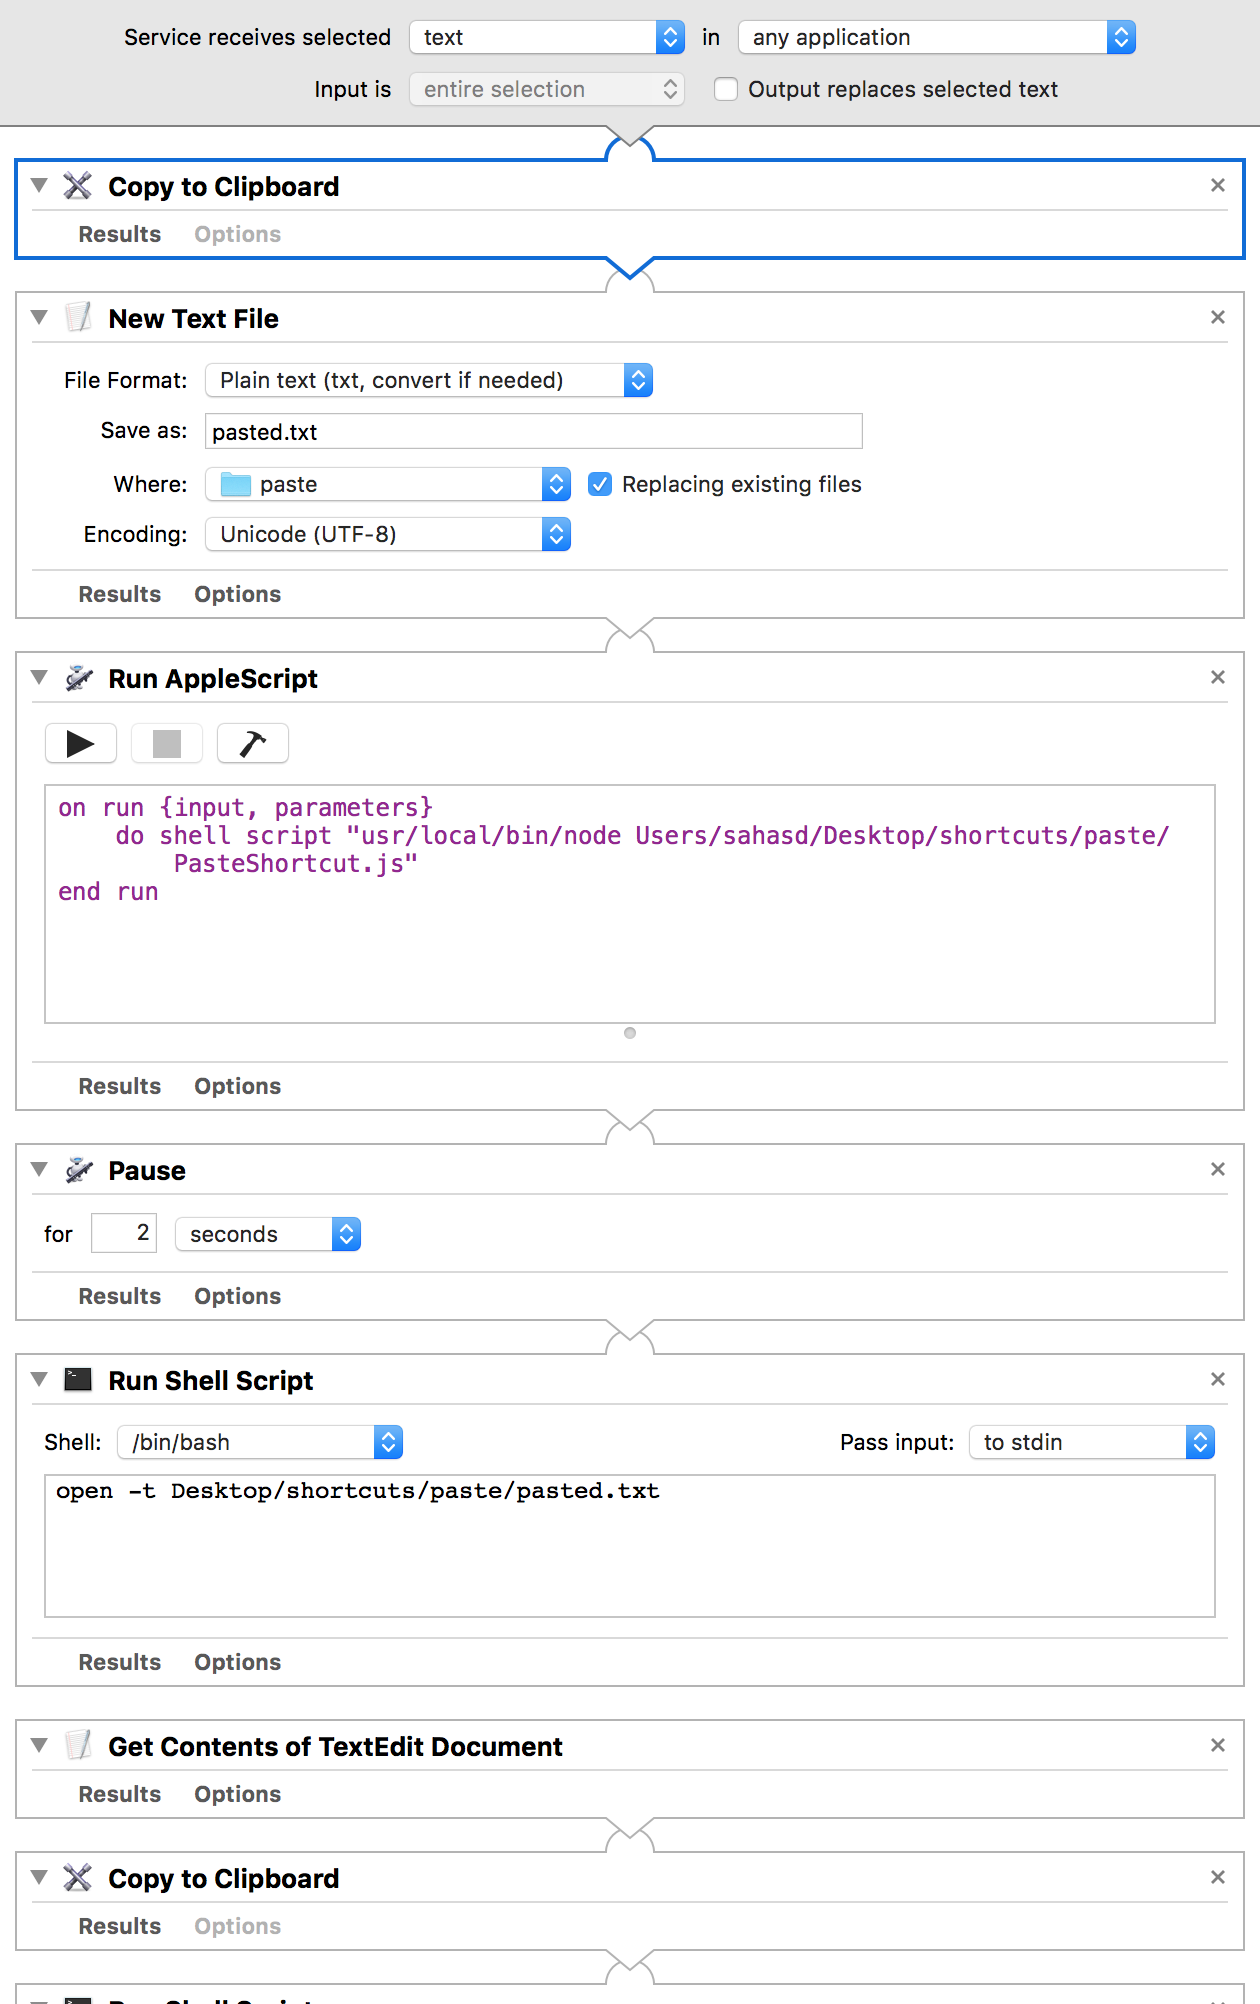 Service receives selected text in any application
Input is entire selection Output replaces selected text
Copy to Clipboard
Results Options
New Text File
File Format: Plain text (txt, convert if needed)
Save as: pasted.txt
Where: paste Replacing existing files
Encoding: Unicode (UTF-8)
Results Options
Run AppleScript
on run {input, parameters}
do shell script "usr/local/bin/node Users/sahasd/Desktop/shortcuts/paste/
PasteShortcut.js"
end run
Results Options
Pause
for 2 seconds
Results Options
Run Shell Script
Shell: /bin/bash Pass input: to stdin
open -t Desktop/shortcuts/paste/pasted.txt
Results Options
Get Contents of TextEdit Document
Results Options
Copy to Clipboard
Results Options
Run Shell Script